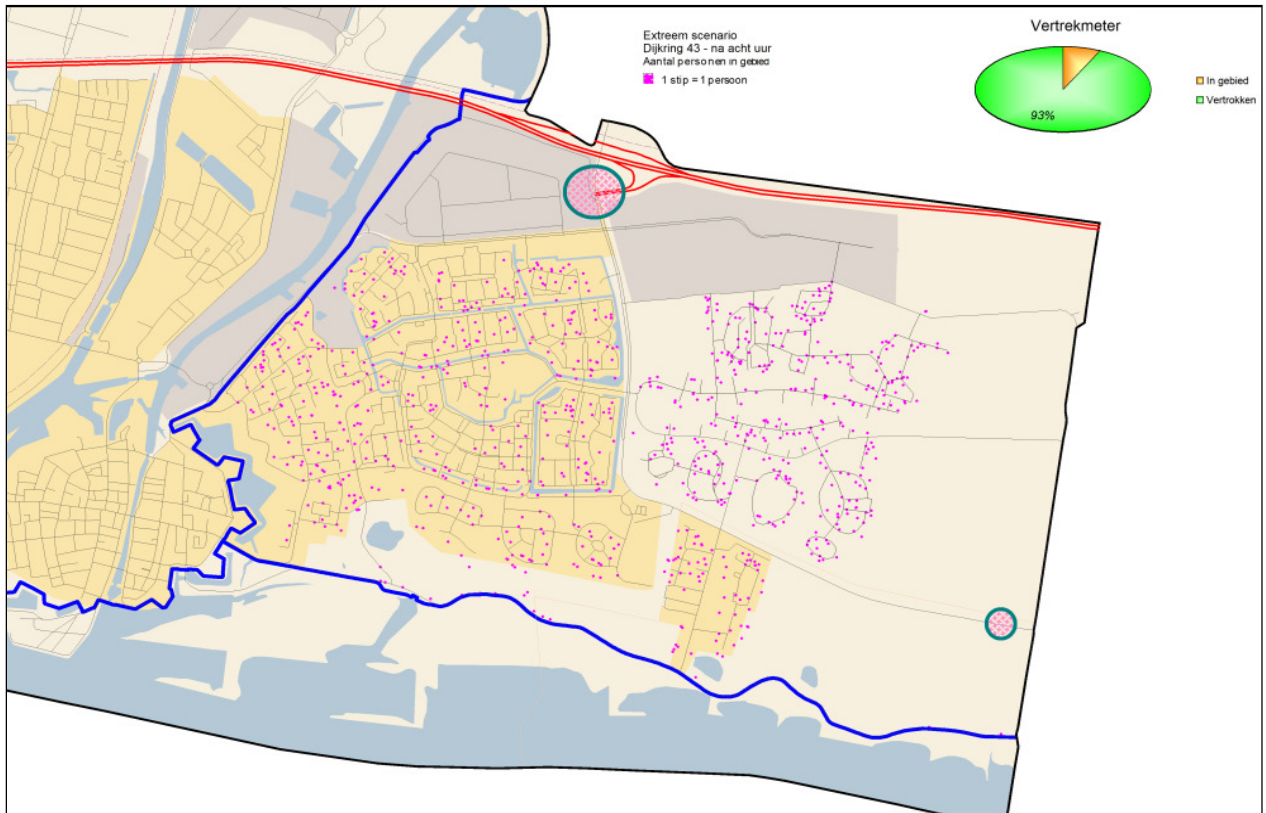 Extreem scenario
Dijkring 43 - na acht uur
Aantal personen in gebied
1 stip = 1 persoon
Vertrekmeter
93%
In gebied
Vertrokken